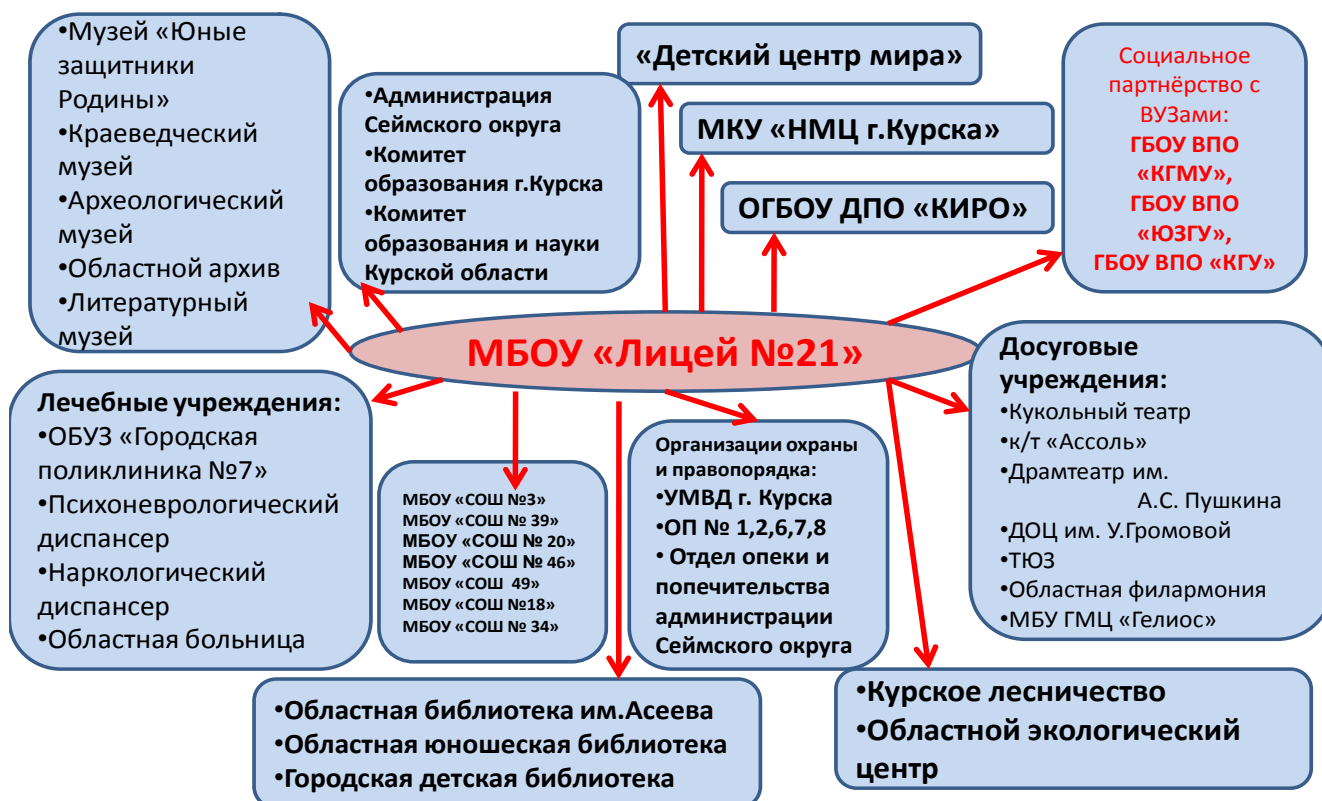 •Музей «Юные
защитники
Родины»
•Краеведческий
музей
•Археологический
музей
•Областной архив
•Литературный
музей
•Администрация
Сеймского округа
•Комитет
образования г.Курска
•Комитет
образования и науки
Курской области
«Детский центр мира»
МКУ «НМЦ г.Курска»
ОГБОУ ДПО «КИРО»
Социальное
партнёрство с
ВУЗами:
ГБОУ ВПО
«КГМУ»,
ГБОУ ВПО
«ЮЗГУ»,
ГБОУ ВПО «КГУ»
МБОУ «Лицей №21»
Лечебные учреждения:
•ОБУЗ «Городская
поликлиника №7»
•Психоневрологический
диспансер
•Наркологический
диспансер
•Областная больница
МБОУ «СОШ №3»
МБОУ «СОШ № 39»
МБОУ «СОШ № 20»
МБОУ «СОШ № 46»
МБОУ «СОШ 49»
МБОУ «СОШ №18»
МБОУ «СОШ № 34»
Организации охраны
и правопорядка:
•УМВД г. Курска
•ОП № 1,2,6,7,8
• Отдел опеки и
попечительства
администрации
Сеймского округа
Досуговые
учреждения:
•Кукольный театр
•к/т «Ассоль»
•Драмтеатр им.
А.С. Пушкина
•ДОЦ им. У.Громовой
•ТЮЗ
•Областная филармония
•МБУ ГМЦ «Гелиос»
•Областная библиотека им.Асеева
•Областная юношеская библиотека
•Городская детская библиотека
•Курское лесничество
•Областной экологический
центр